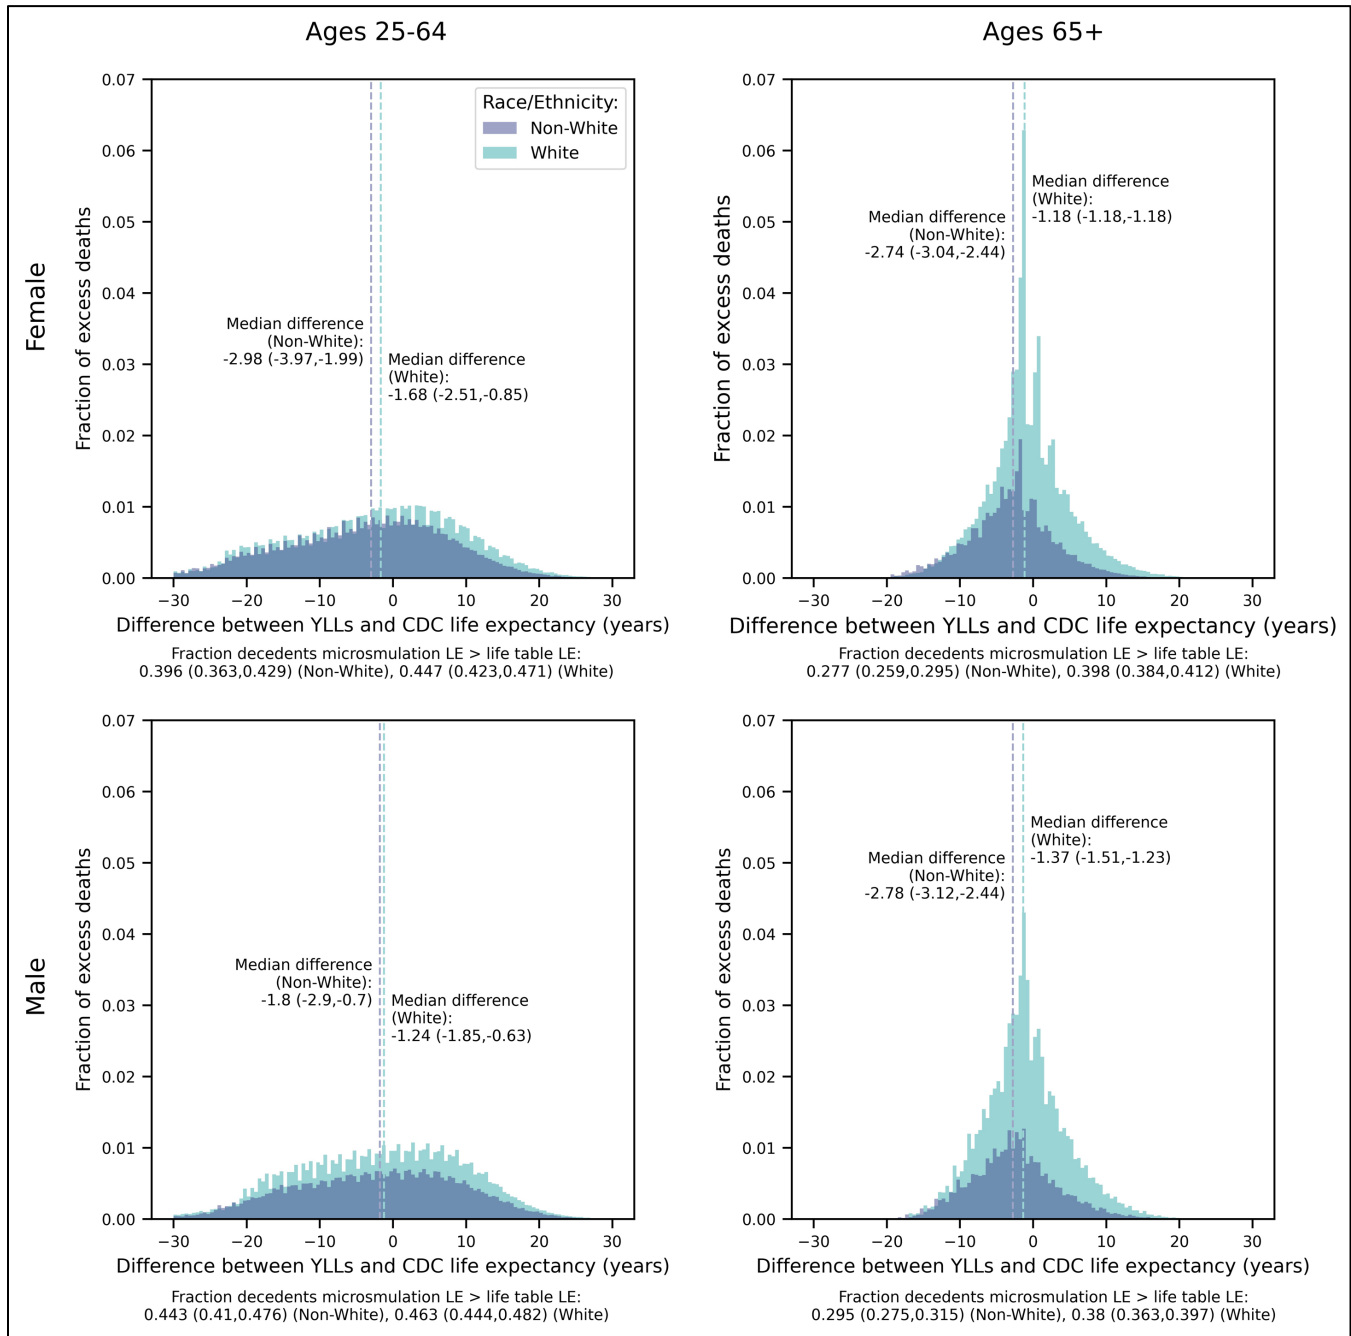 Ages 25-64
Ages 65+
Female
Fraction of excess deaths
0.07
0.06
0.05
0.04
0.03
0.02
0.01
0.00
Race/Ethnicity:
Non-White
White
Median difference
(Non-White):
-2.98 (-3.97,-1.99)
Median difference
(White):
-1.68 (-2.51,-0.85)
−30
−20
−10
0
10
20
30
Difference between YLLs and CDC life expectancy (years)
Fraction decedents microsmulation LE > life table LE:
0.396 (0.363,0.429) (Non-White), 0.447 (0.423,0.471) (White)
Fraction of excess deaths
0.07
0.06
0.05
0.04
0.03
0.02
0.01
0.00
Median difference
(White):
-1.18 (-1.18,-1.18)
Median difference
(Non-White):
-2.74 (-3.04,-2.44)
−30
−20
−10
0
10
20
30
Difference between YLLs and CDC life expectancy (years)
Fraction decedents microsmulation LE > life table LE:
0.277 (0.259,0.295) (Non-White), 0.398 (0.384,0.412) (White)
Male
Fraction of excess deaths
0.07
0.06
0.05
0.04
0.03
0.02
0.01
0.00
Median difference
(Non-White):
-1.8 (-2.9,-0.7)
Median difference
(White):
-1.24 (-1.85,-0.63)
−30
−20
−10
0
10
20
30
Difference between YLLs and CDC life expectancy (years)
Fraction decedents microsmulation LE > life table LE:
0.443 (0.41,0.476) (Non-White), 0.463 (0.444,0.482) (White)
Fraction of excess deaths
0.07
0.06
0.05
0.04
0.03
0.02
0.01
0.00
Median difference
(White):
-1.37 (-1.51,-1.23)
Median difference
(Non-White):
-2.78 (-3.12,-2.44)
−30
−20
−10
0
10
20
30
Difference between YLLs and CDC life expectancy (years)
Fraction decedents microsmulation LE > life table LE:
0.295 (0.275,0.315) (Non-White), 0.38 (0.363,0.397) (White)